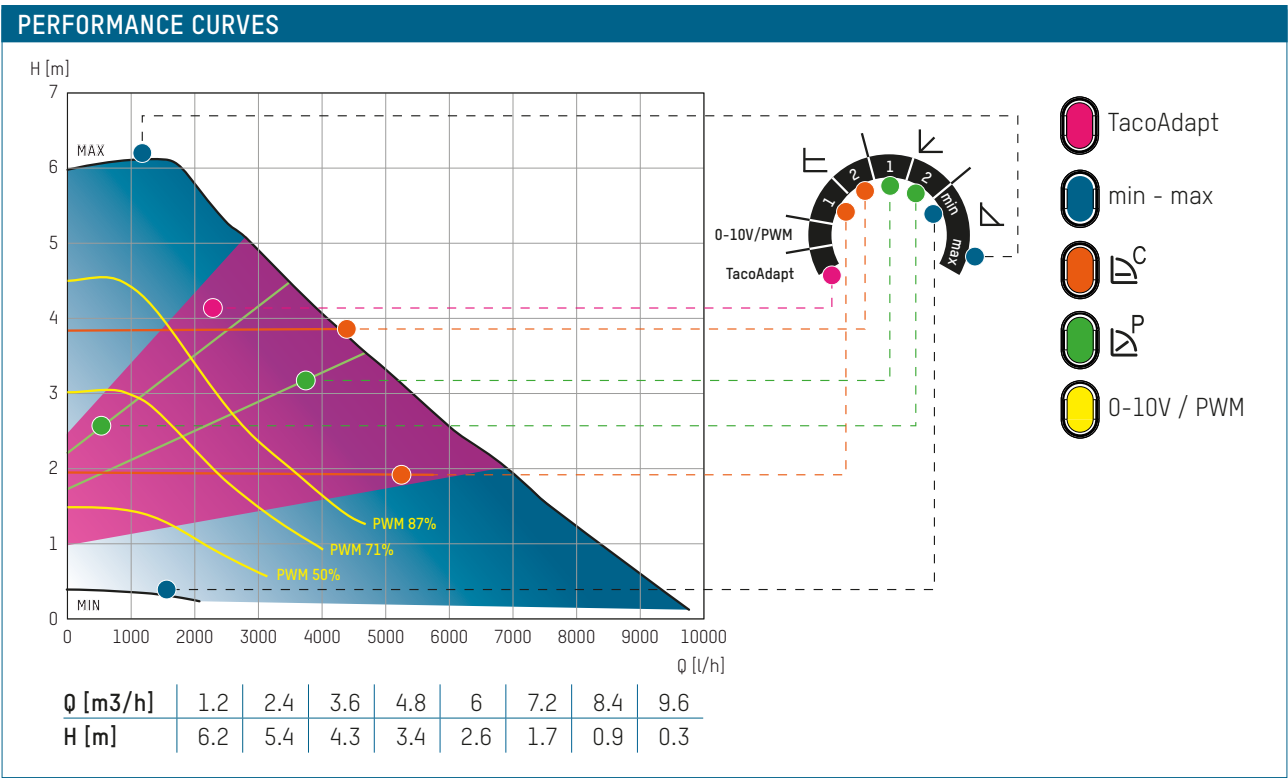 PERFORMANCE CURVES
H [m]
7
6
5
4
3
2
1
0
MAX
MIN
PWM 87%
PWM 71%
PWM 50%
0 1000 2000 3000 4000 5000 6000 7000 8000 9000 10000
Q [l/h]
TacoAdapt
0-10V/PWM
1
2
1
2
min
max
TacoAdapt
min - max
C
P
0-10V / PWM
Q [m3/h] 1.2 2.4 3.6 4.8 6 7.2 8.4 9.6
H [m] 6.2 5.4 4.3 3.4 2.6 1.7 0.9 0.3